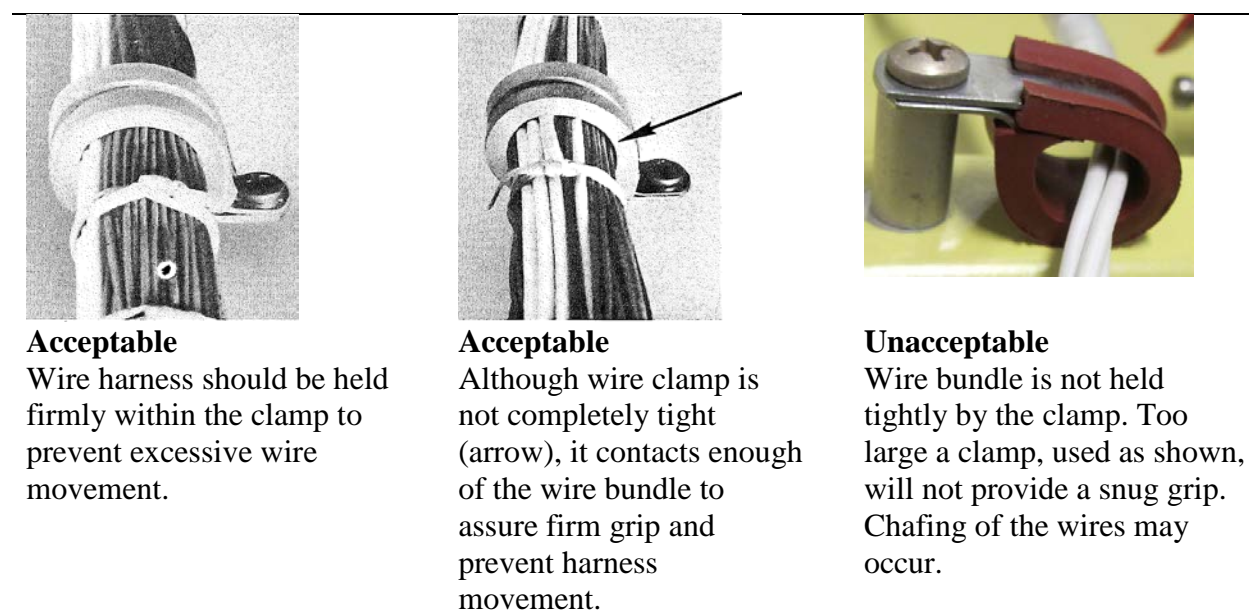 Acceptable
Wire harness should be held
firmly within the clamp to
prevent excessive wire
movement.
Acceptable
Although wire clamp is
not completely tight
(arrow), it contacts enough
of the wire bundle to
assure firm grip and
prevent harness
movement.
Unacceptable
Wire bundle is not held
tightly by the clamp. Too
large a clamp, used as shown,
will not provide a snug grip.
Chafing of the wires may
occur.